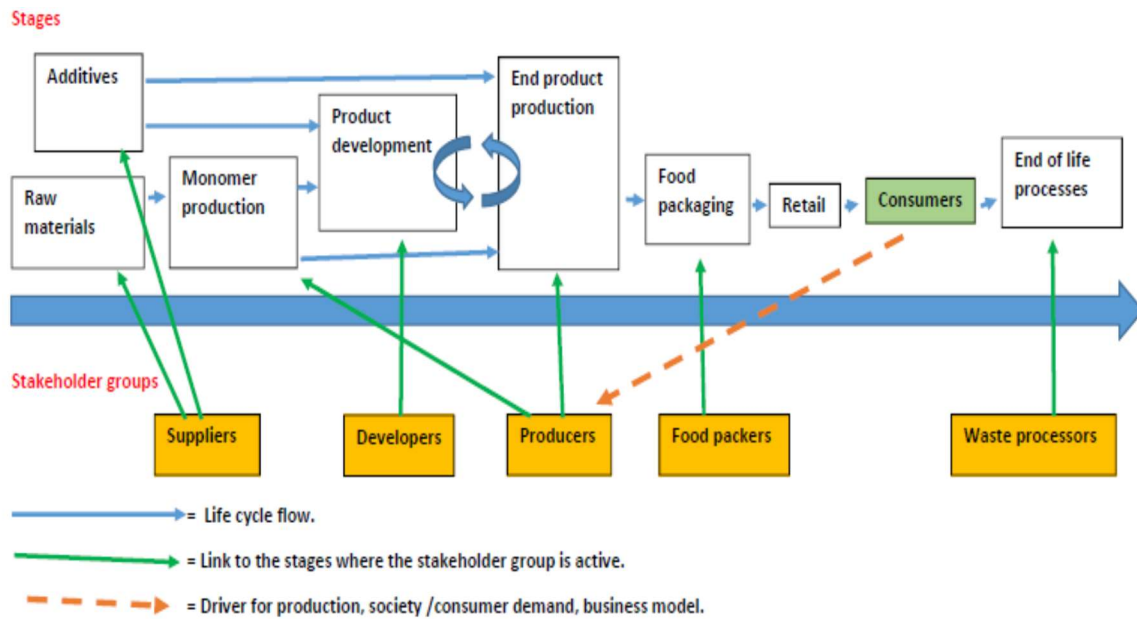 Stages
Additives
End product
production
Product
development
Raw
materials
Monomer
production
Food
packaging
Retail
Consumers
End of life
processes
Stakeholder groups
Suppliers
Developers
Producers
Food packers
Waste processors
= Life cycle flow.
= Link to the stages where the stakeholder group is active.
= Driver for production, society /consumer demand, business model.